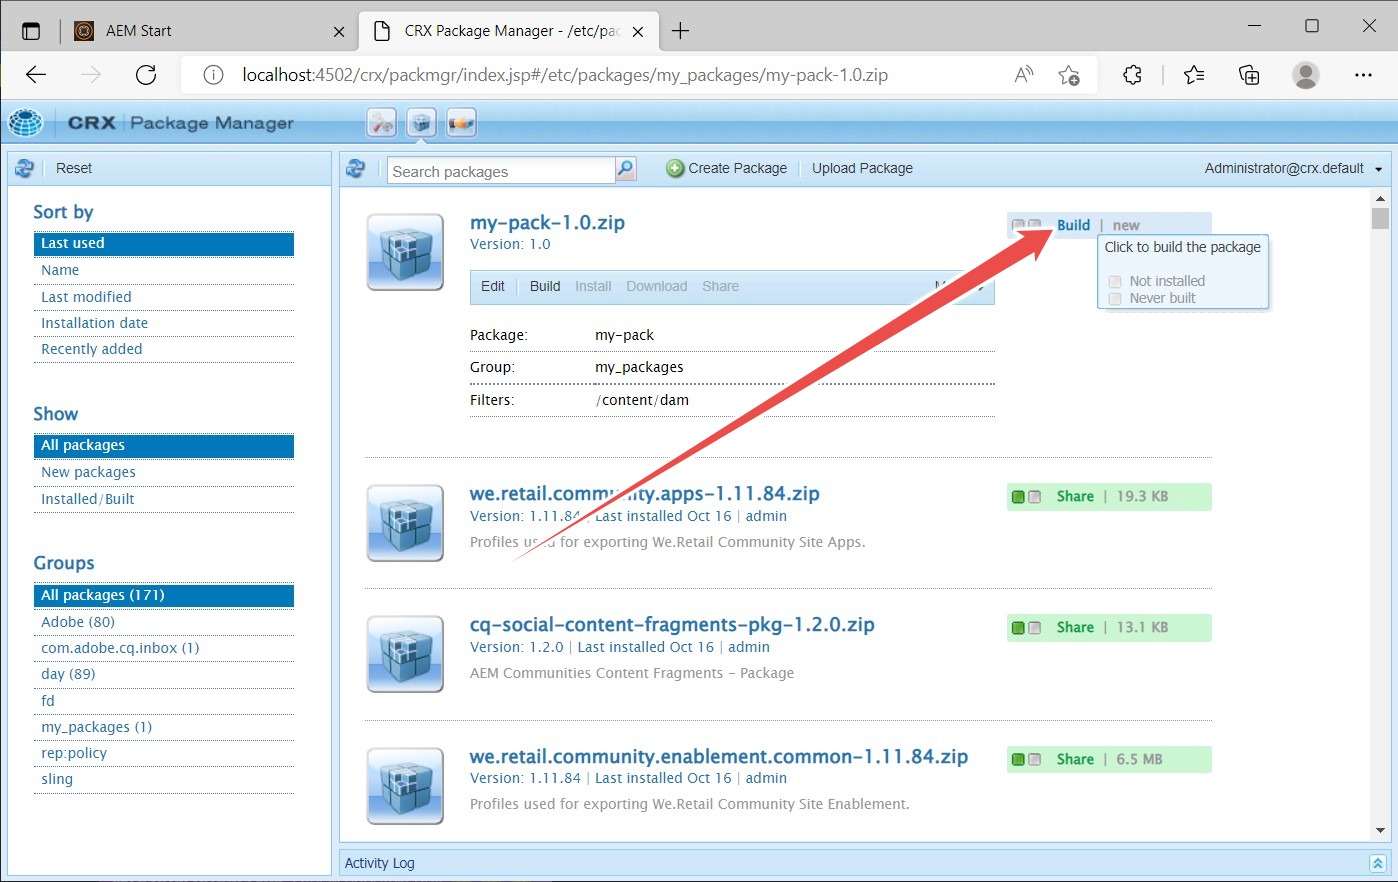 AEM Start
CRX Package Manager - /etc/pac
localhost:4502/crx/packmgr/index.jsp#/etc/packages/my_packages/my-pack-1.0.zip
CRX | Package Manager
Reset
Search packages
Create Package
Upload Package
Administrator@crx.default
Sort by
Last used
Name
Last modified
Installation date
Recently added
Show
All packages
New packages
Installed/Built
Groups
All packages (171)
Adobe (80)
com.adobe.cq.inbox (1)
day (89)
fd
my_packages (1)
rep:policy
sling
my-pack-1.0.zip
Version: 1.0
Build | new
Click to build the package
Not installed
Never built
Edit Build Install Download Share
Package: my-pack
Group: my_packages
Filters: /content/dam
we.retail.community.apps-1.11.84.zip
Version: 1.11.84 | Last installed Oct 16 | admin
Profiles used for exporting We.Retail Community Site Apps.
Share | 19.3 KB
cq-social-content-fragments-pkg-1.2.0.zip
Version: 1.2.0 | Last installed Oct 16 | admin
AEM Communities Content Fragments - Package
Share | 13.1 KB
we.retail.community.enablement.common-1.11.84.zip
Version: 1.11.84 | Last installed Oct 16 | admin
Profiles used for exporting We.Retail Community Site Enablement.
Share | 6.5 MB
Activity Log